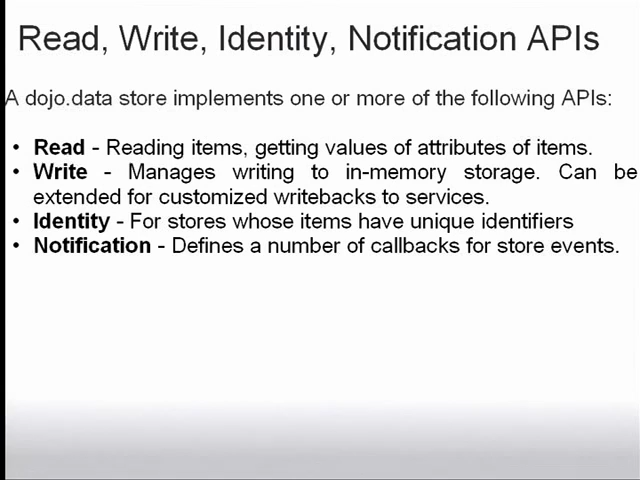 Read, Write, Identity, Notification APIs
A dojo.data store implements one or more of the following APIs:
• Read - Reading items, getting values of attributes of items.
• Write - Manages writing to in-memory storage. Can be
extended for customized writebacks to services.
• Identity - For stores whose items have unique identifiers
• Notification - Defines a number of callbacks for store events.